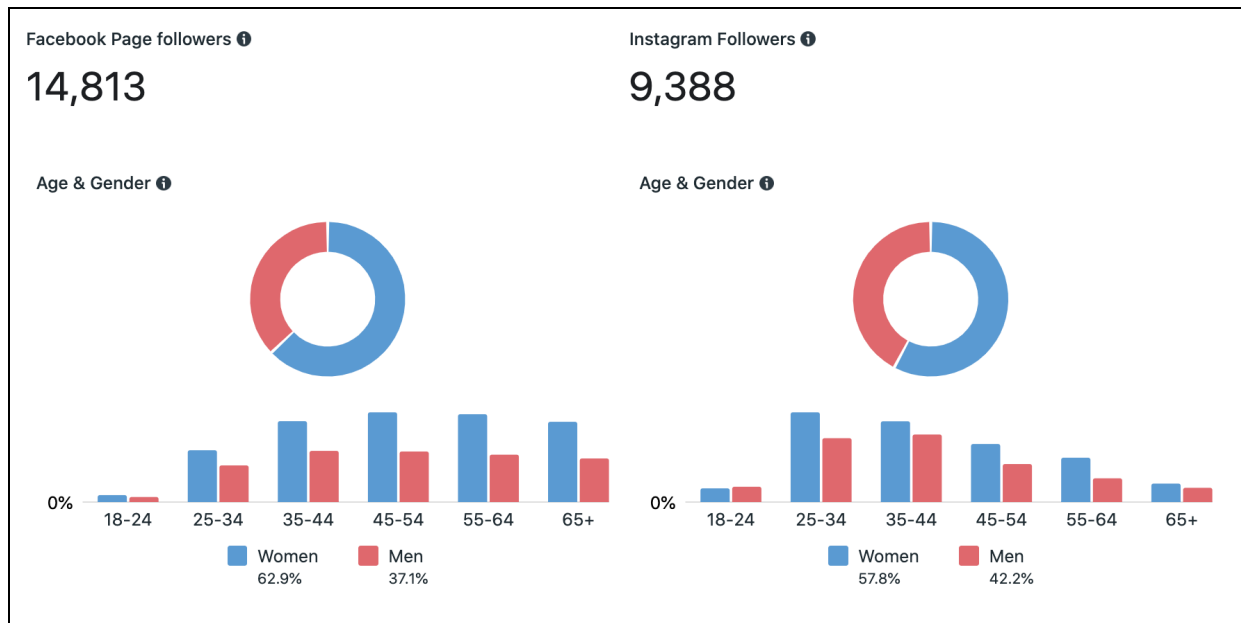 Facebook Page followers
14,813
Age & Gender
0%
18-24 25-34 35-44 45-54 55-64 65+
Women Men
62.9% 37.1%
Instagram Followers
9,388
Age & Gender
0%
18-24 25-34 35-44 45-54 55-64 65+
Women Men
57.8% 42.2%